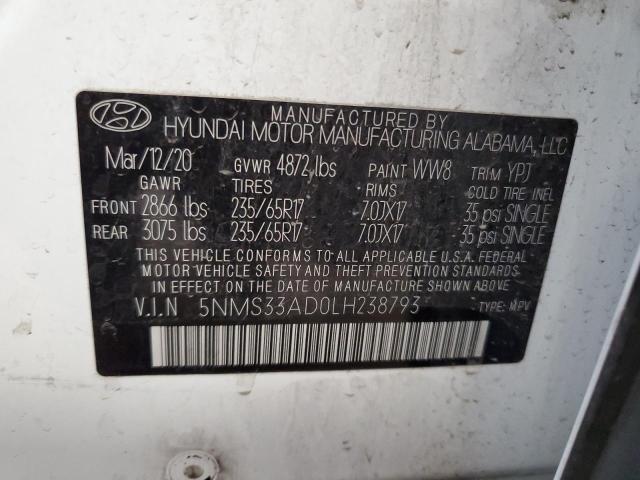 MANUFACTURED BY
HYUNDAI MOTOR MANUFACTURING ALABAMA, LLC
Mar/12/20 GVWR 4872 lbs PAINT WW8 TRIM YPJ
GAWR TIRES RIMS COLD TIRE INFL
FRONT 2866 lbs 235/65R17 7.0JX17 35 psi SINGLE
REAR 3075 lbs 235/65R17 7.0JX17 35 psi SINGLE
THIS VEHICLE CONFORMS TO ALL APPLICABLE U.S.A. FEDERAL
MOTOR VEHICLE SAFETY AND THEFT PREVENTION STANDARDS
IN EFFECT ON THE DATE OF MANUFACTURE SHOWN ABOVE.
V.I.N 5NMS33AD0LH238793 TYPE: MPV